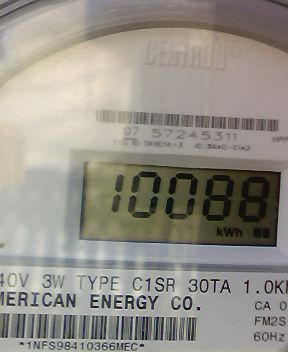 CENTRON®
07 57245311
10088
kWh
40V 3W TYPE C1SR 30TA 1.0K
MERICAN ENERGY CO.
CA 0
FM2S
60Hz
*1NFS98410366MEC*